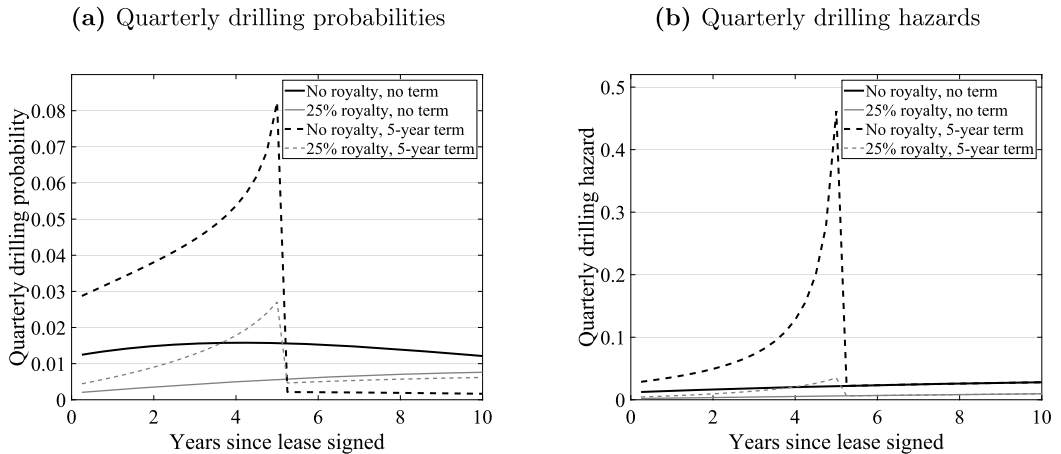 (a) Quarterly drilling probabilities
Quarterly drilling probability
0.08
0.07
0.06
0.05
0.04
0.03
0.02
0.01
0
No royalty, no term
25% royalty, no term
No royalty, 5-year term
25% royalty, 5-year term
0 2 4 6 8 10
Years since lease signed
(b) Quarterly drilling hazards
Quarterly drilling hazard
0.5
0.4
0.3
0.2
0.1
0
No royalty, no term
25% royalty, no term
No royalty, 5-year term
25% royalty, 5-year term
0 2 4 6 8 10
Years since lease signed